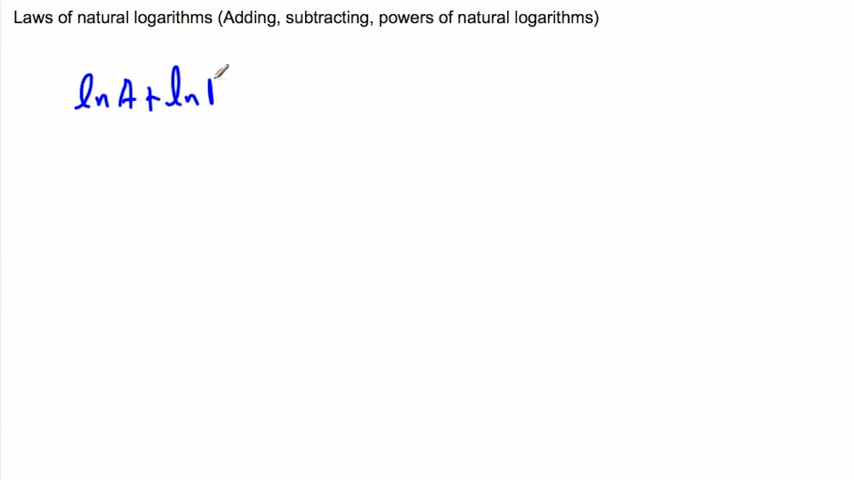 Laws of natural logarithms (Adding, subtracting, powers of natural logarithms)
ln A + ln